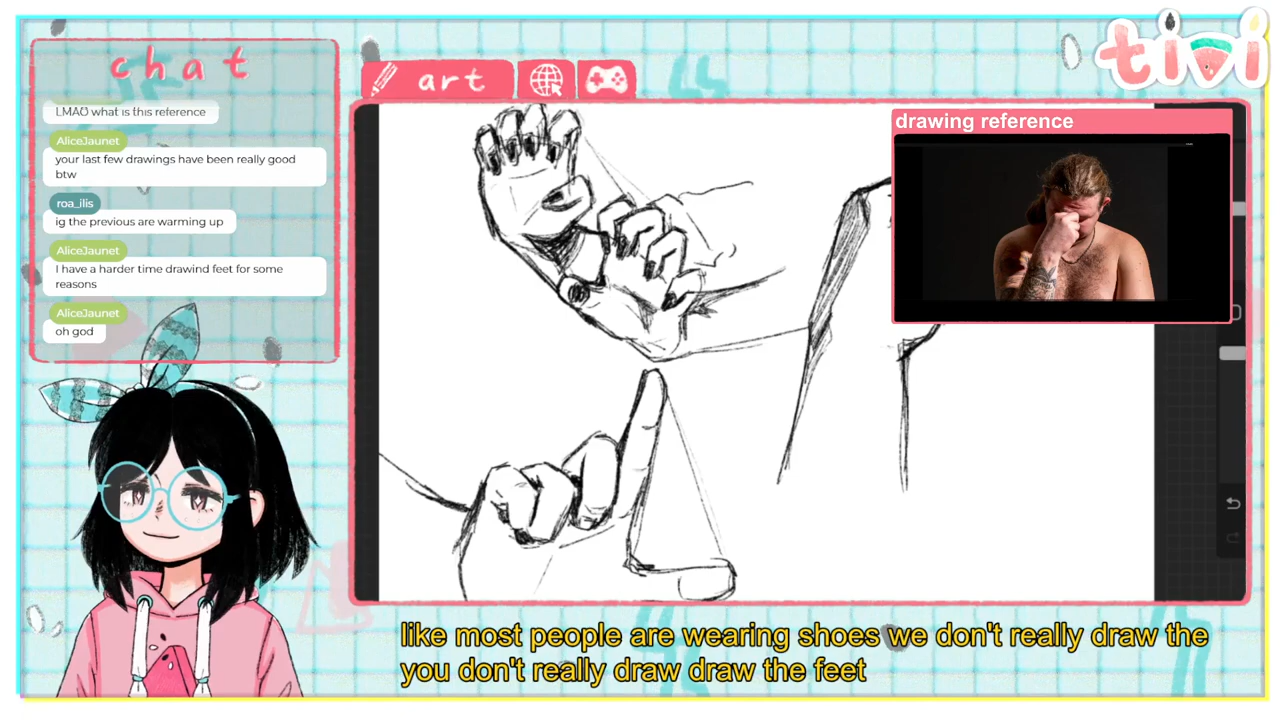 chat
LMAO what is this reference
AliceJaunet
your last few drawings have been really good
btw
roa_ilis
ig the previous are warming up
AliceJaunet
I have a harder time drawind feet for some
reasons
AliceJaunet
oh god
art
tivi
drawing reference
like most people are wearing shoes we don't really draw the
you don't really draw draw the feet